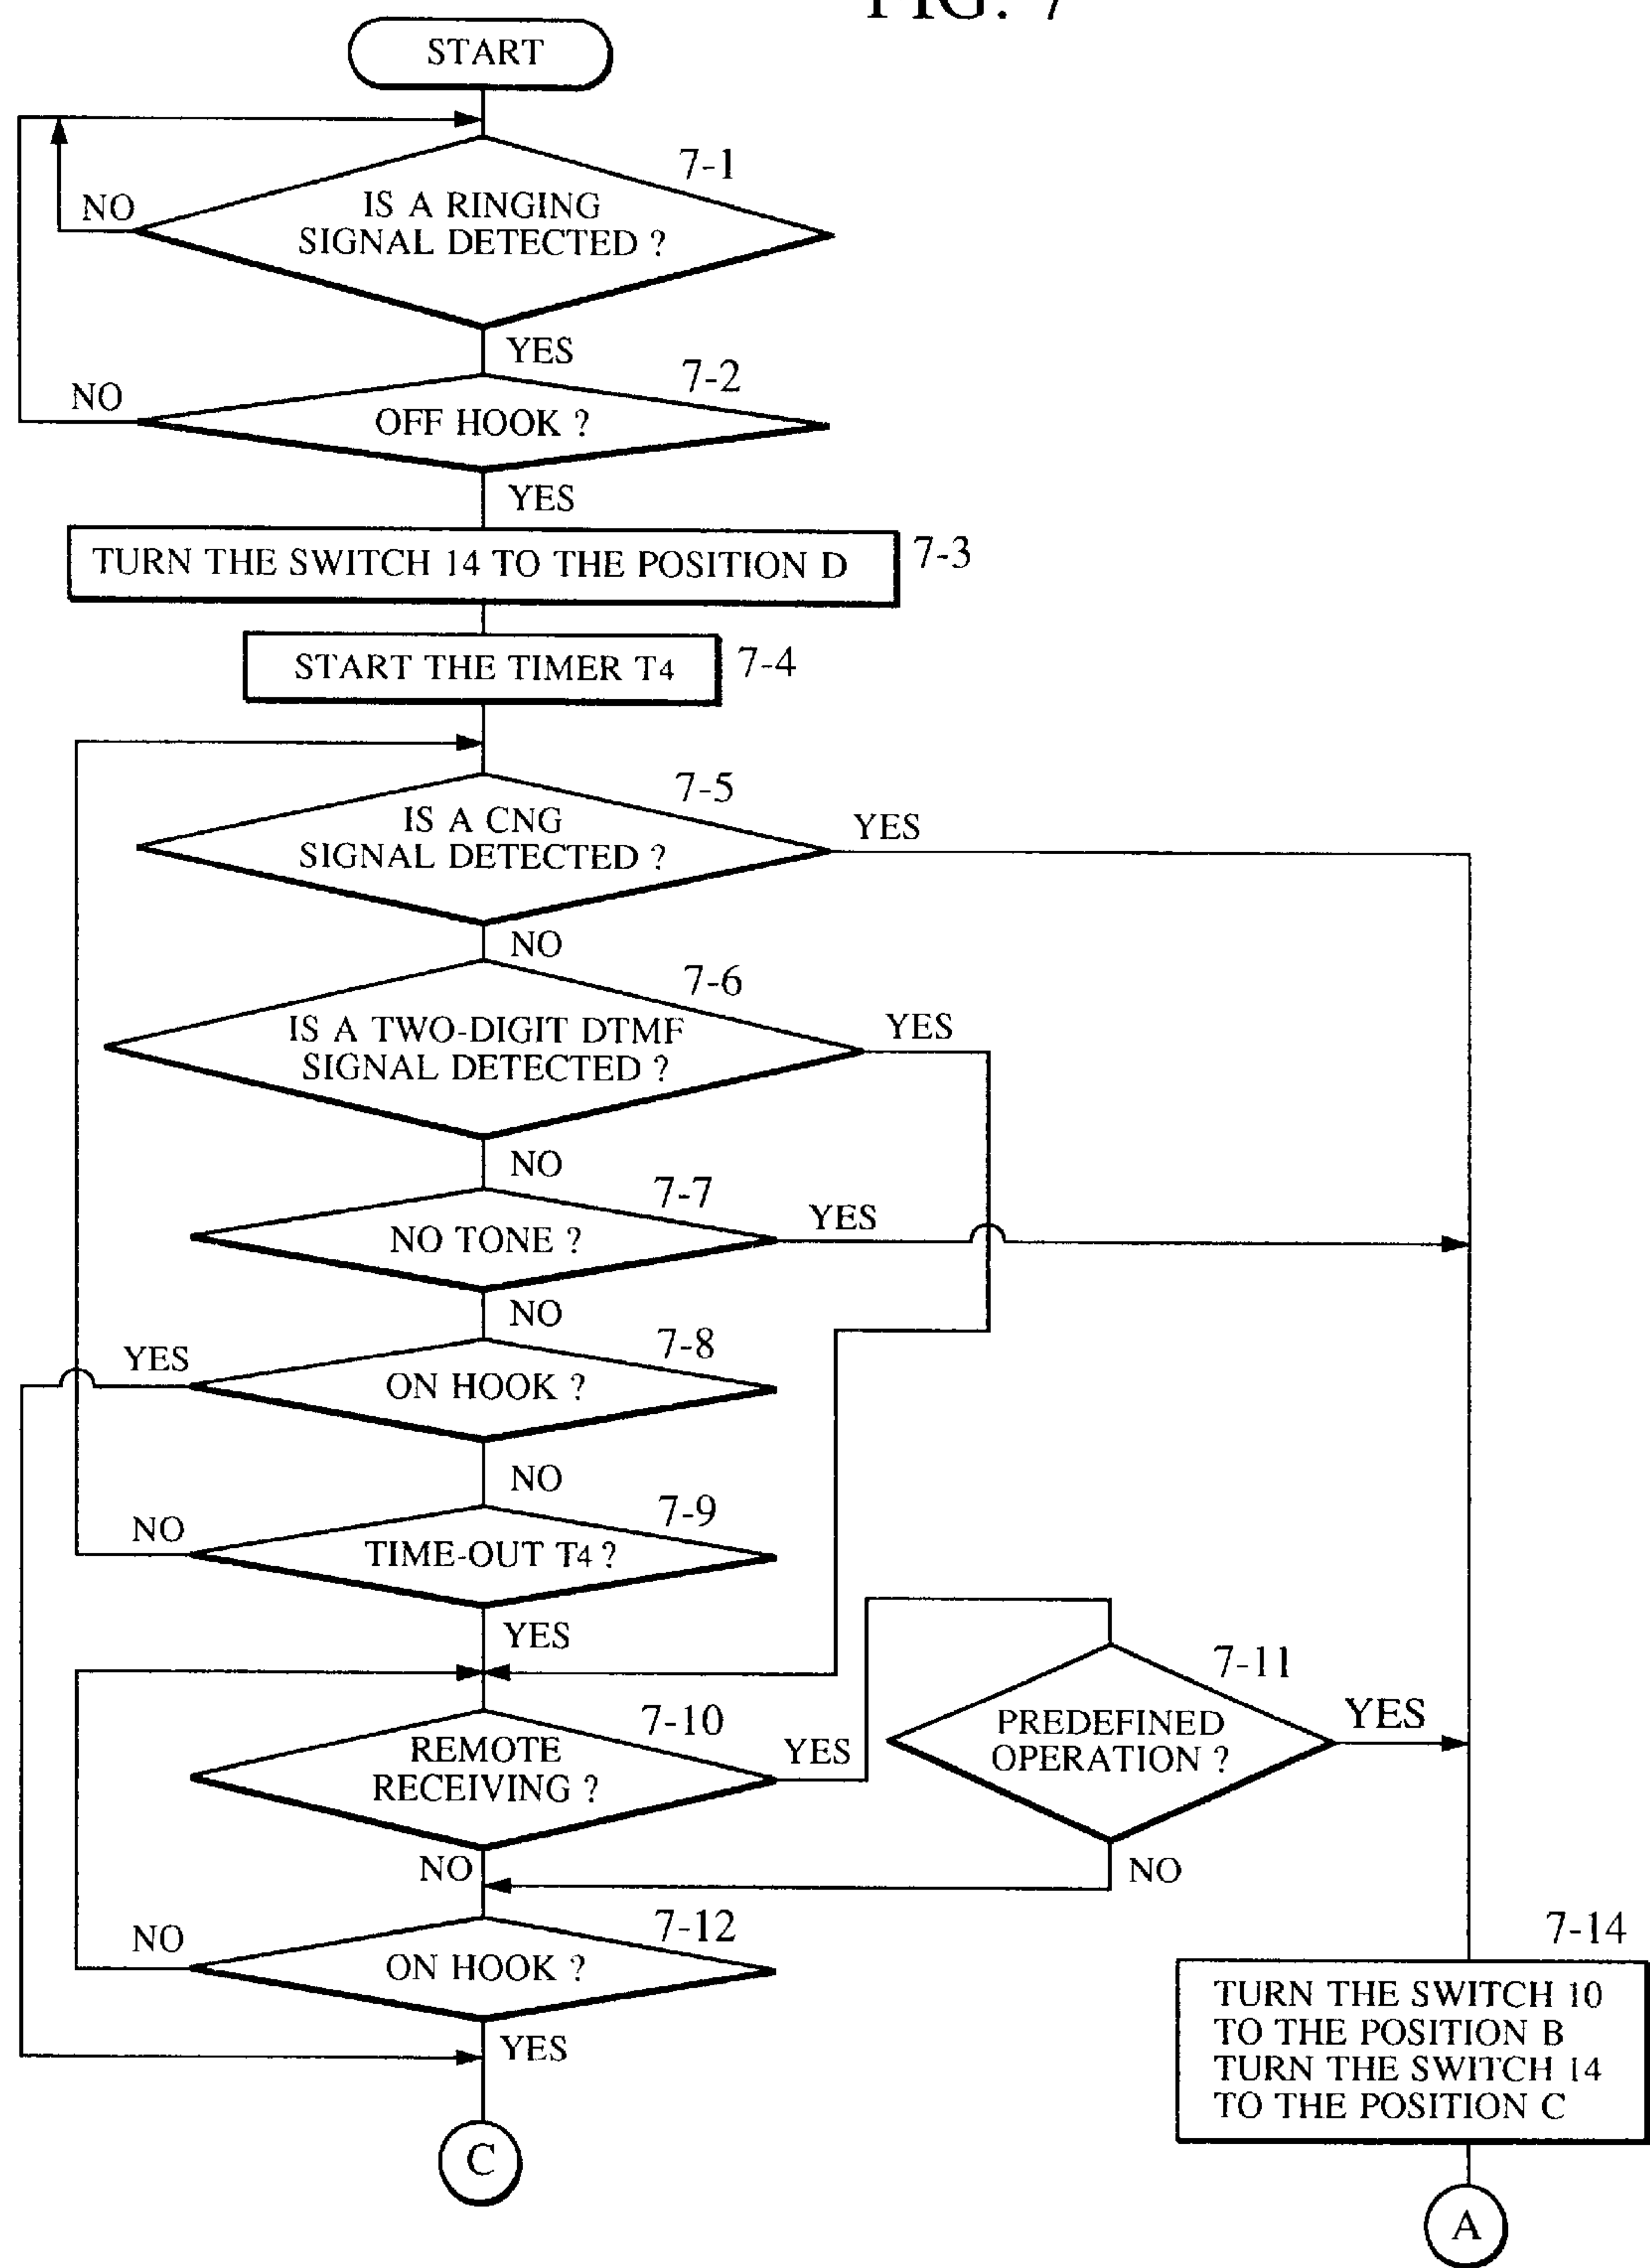 FIG. 7
START
7-1
NO
IS A RINGING
SIGNAL DETECTED ?
YES
7-2
NO
OFF HOOK ?
YES
TURN THE SWITCH 14 TO THE POSITION D
7-3
START THE TIMER T4
7-4
7-5
IS A CNG
SIGNAL DETECTED ?
YES
NO
7-6
IS A TWO-DIGIT DTMF
SIGNAL DETECTED ?
YES
NO
7-7
NO TONE ?
YES
NO
7-8
YES
ON HOOK ?
NO
7-9
NO
TIME-OUT T4 ?
YES
7-10
REMOTE
RECEIVING ?
YES
7-11
PREDEFINED
OPERATION ?
YES
NO
NO
7-12
NO
ON HOOK ?
YES
C
7-14
TURN THE SWITCH 10
TO THE POSITION B
TURN THE SWITCH 14
TO THE POSITION C
A